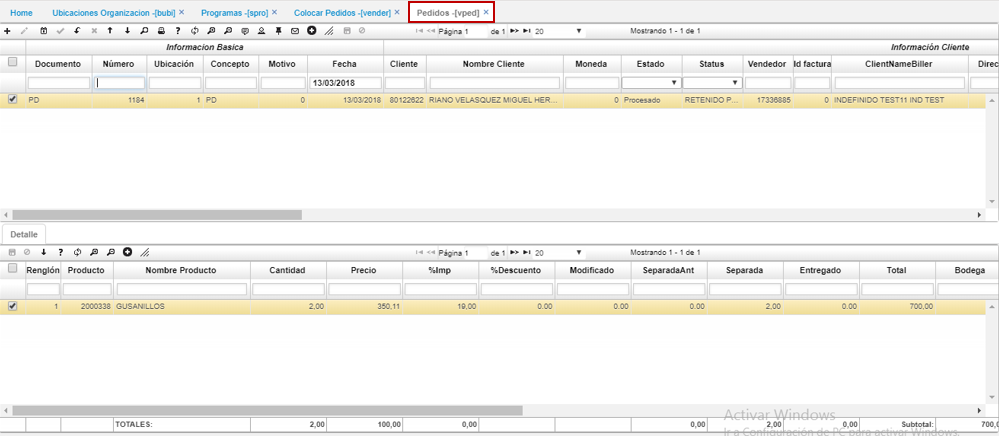 Home Ubicaciones Organizacion -[bubi] × Programas -[spro] × Colocar Pedidos -[vender] × Pedidos -[vped] ×
Página 1 de 1 20 Mostrando 1 - 1 de 1
Informacion Basica Información Cliente
Documento Número Ubicación Concepto Motivo Fecha Cliente Nombre Cliente Moneda Estado Status Vendedor Id factura ClientNameBiller Direc
13/03/2018
PD 1184 1 PD 0 13/03/2018 80122622 RIANO VELASQUEZ MIGUEL HER... 0 Procesado RETENIDO P... 17336885 0 INDEFINIDO TEST11 IND TEST
Detalle
Página 1 de 1 20 Mostrando 1 - 1 de 1
Renglón Producto Nombre Producto Cantidad Precio %Imp %Descuento Modificado SeparadaAnt Separada Entregado Total Bodega
1 2000338 GUSANILLOS 2,00 350,11 19,00 0.00 0.00 0.00 2,00 0.00 700,00
Activar Windows
TOTALES: 2,00 100,00 0,00 0,00 2,00 0,00 Subtotal: 700,0
Ir a Configuración de PC para activar Windows.